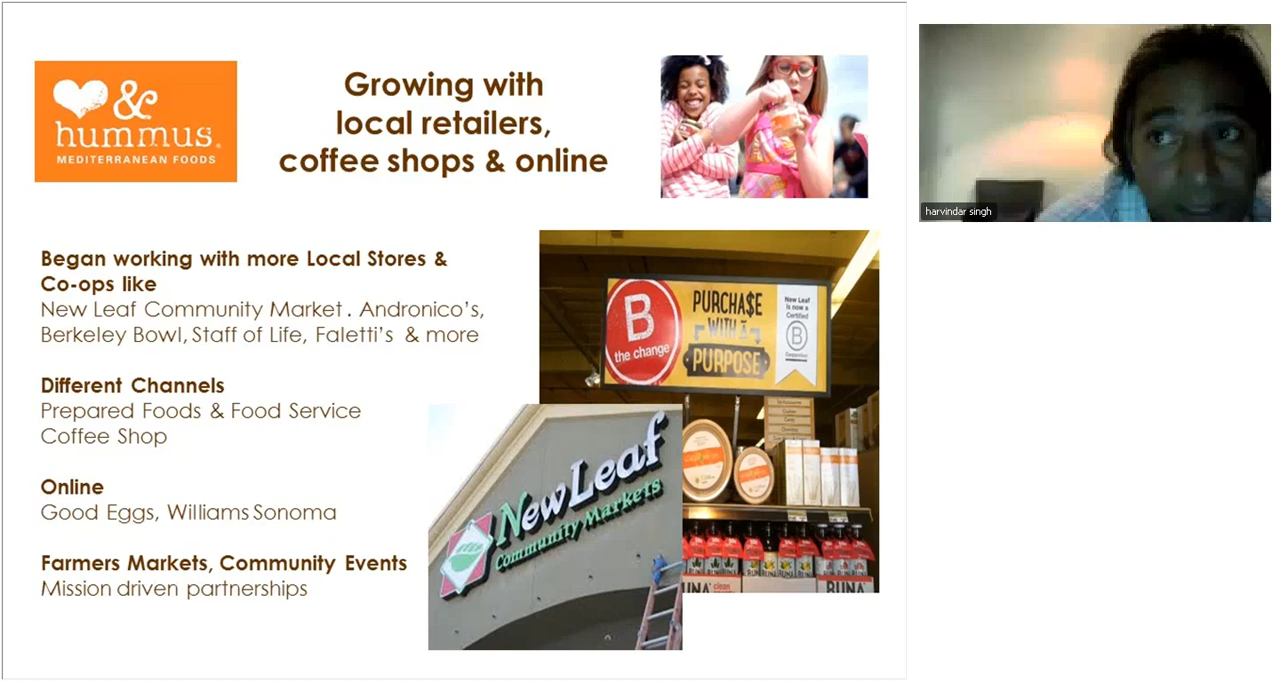 &
hummus®
MEDITERRANEAN FOODS
Growing with
local retailers,
coffee shops & online
harvindar singh
Began working with more Local Stores &
Co-ops like
New Leaf Community Market . Andronico’s,
Berkeley Bowl, Staff of Life, Faletti’s & more
Different Channels
Prepared Foods & Food Service
Coffee Shop
Online
Good Eggs, Williams Sonoma
Farmers Markets, Community Events
Mission driven partnerships
B
the change
PURCHA$E
WITH A
PURPOSE
New Leaf
is now a
Certified
B
Corporation
New Leaf
Community Markets
RUNA
clean
RUNA